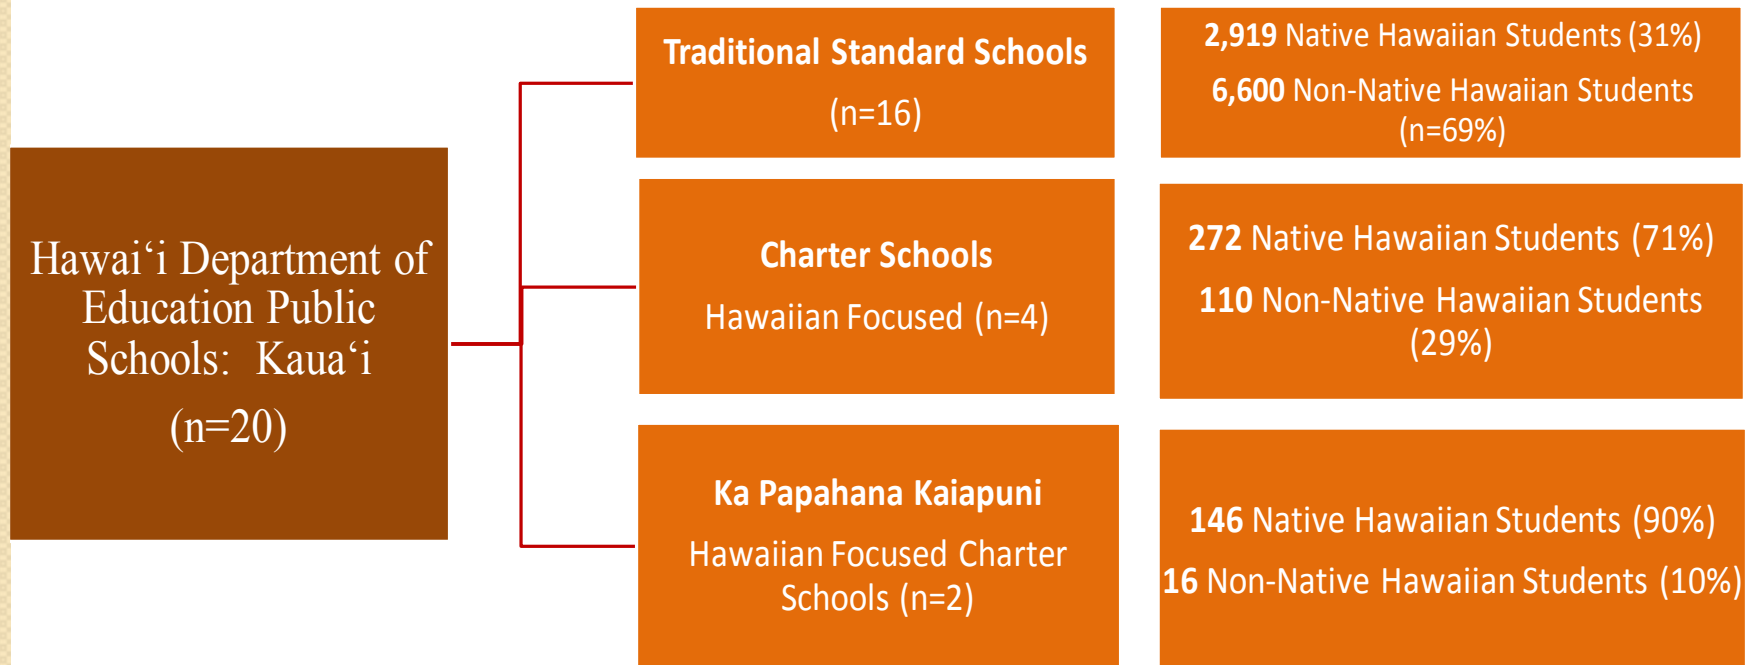 Hawai‘i Department of
Education Public
Schools:  Kaua‘i
(n=20)
Traditional Standard Schools
(n=16)
2,919 Native Hawaiian Students (31%)
6,600 Non-Native Hawaiian Students
(n=69%)
Charter Schools
Hawaiian Focused (n=4)
272 Native Hawaiian Students (71%)
110 Non-Native Hawaiian Students
(29%)
Ka Papahana Kaiapuni
Hawaiian Focused Charter
Schools (n=2)
146 Native Hawaiian Students (90%)
16 Non-Native Hawaiian Students (10%)